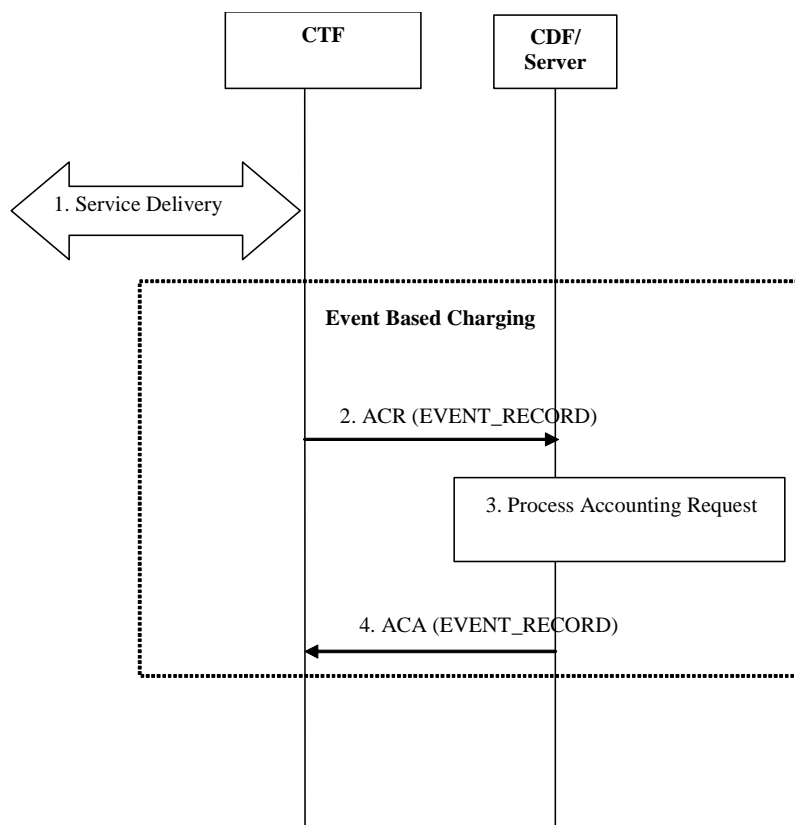 CTF
CDF/
Server
1. Service Delivery
Event Based Charging
2. ACR (EVENT_RECORD)
3. Process Accounting Request
4. ACA (EVENT_RECORD)